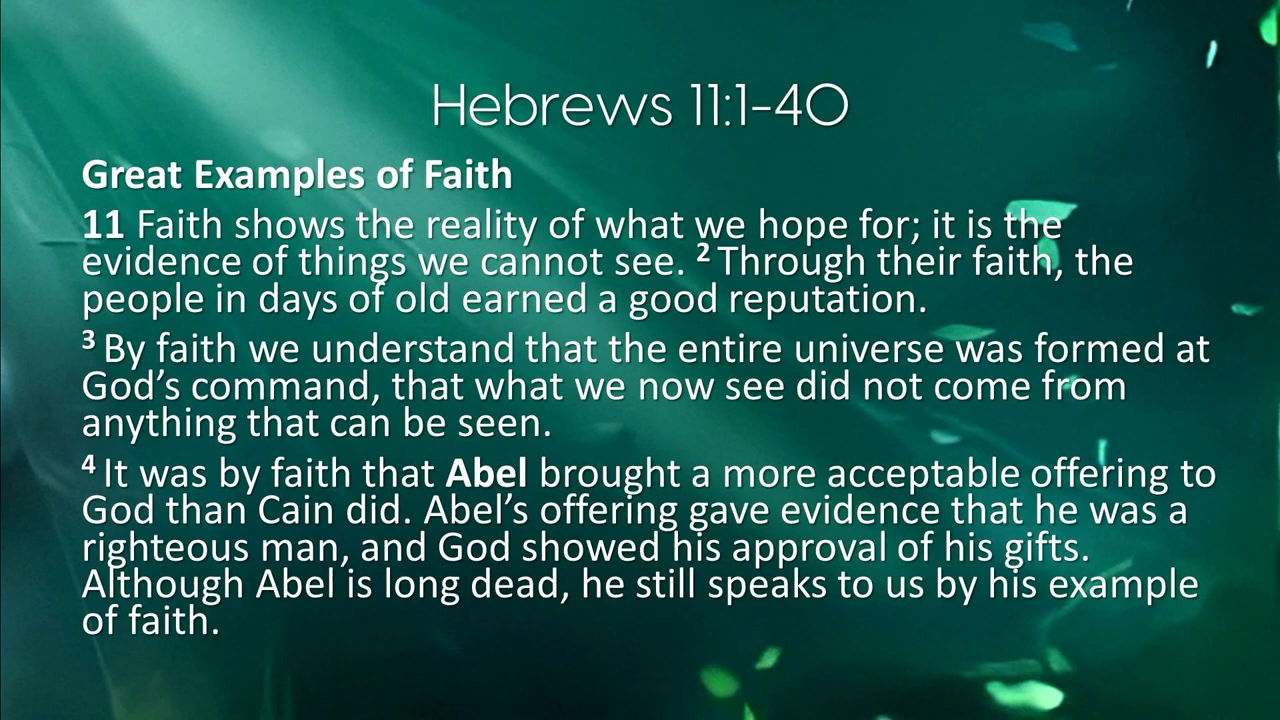 Hebrews 11:1-40
Great Examples of Faith
11 Faith shows the reality of what we hope for; it is the
evidence of things we cannot see. ² Through their faith, the
people in days of old earned a good reputation.
³ By faith we understand that the entire universe was formed at
God’s command, that what we now see did not come from
anything that can be seen.
⁴ It was by faith that Abel brought a more acceptable offering to
God than Cain did. Abel’s offering gave evidence that he was a
righteous man, and God showed his approval of his gifts.
Although Abel is long dead, he still speaks to us by his example
of faith.